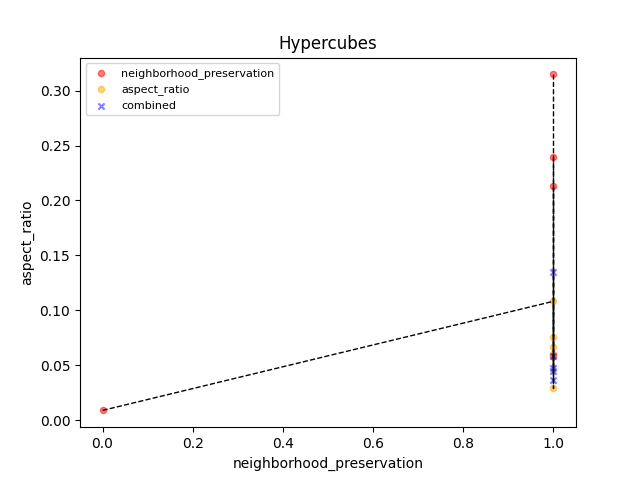 Hypercubes
neighborhood_preservation
aspect_ratio
combined
0.30
0.25
0.20
0.15
0.10
0.05
0.00
aspect_ratio
0.0 0.2 0.4 0.6 0.8 1.0
neighborhood_preservation